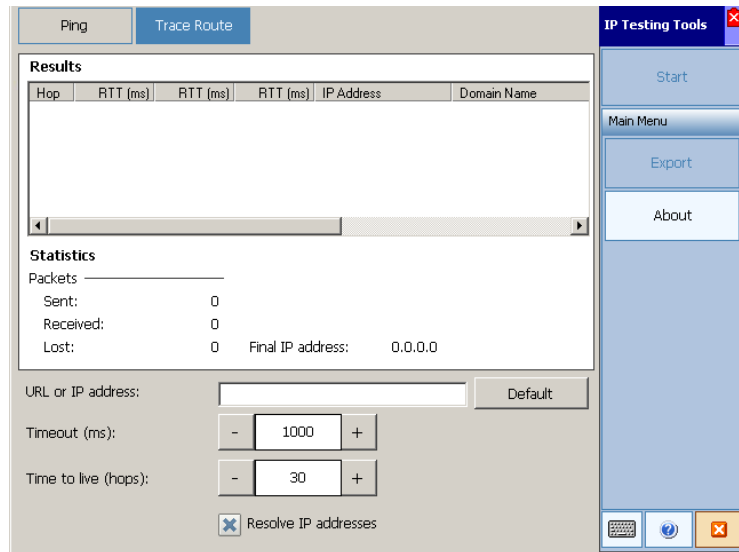 Ping
Trace Route
Results
Hop RTT (ms) RTT (ms) RTT (ms) IP Address Domain Name
Statistics
Packets
Sent: 0
Received: 0
Lost: 0 Final IP address: 0.0.0.0
URL or IP address: Default
Timeout (ms): - 1000 +
Time to live (hops): - 30 +
Resolve IP addresses
IP Testing Tools
Start
Main Menu
Export
About